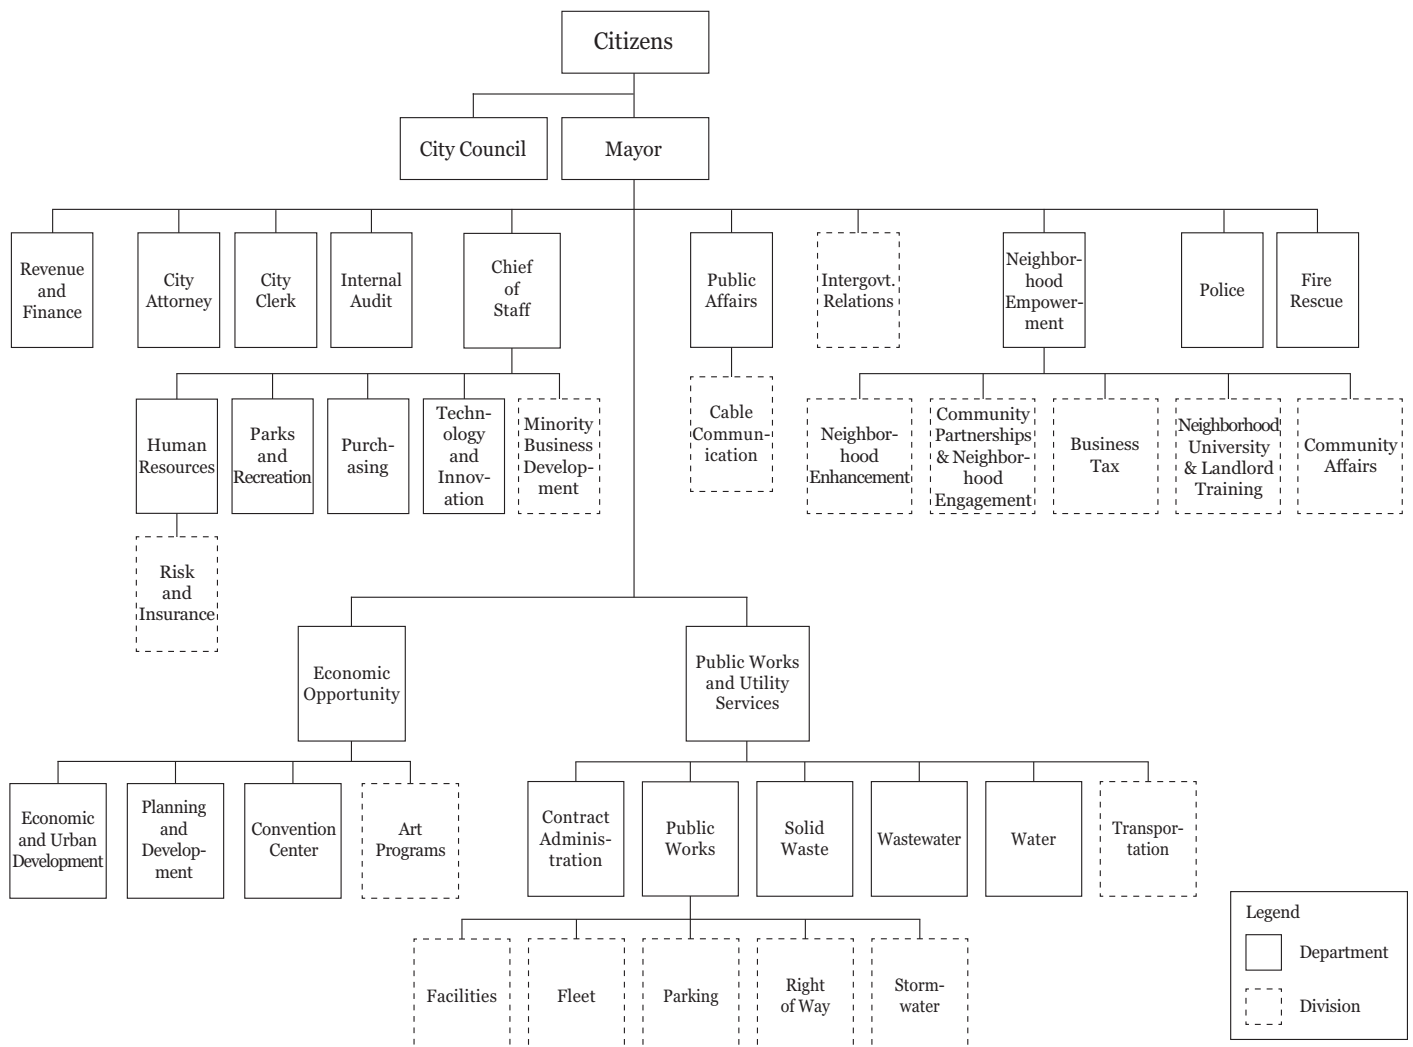 Citizens
City Council
Mayor
Revenue
and
Finance
City
Attorney
City
Clerk
Internal
Audit
Chief
of
Staff
Public
Affairs
Intergovt.
Relations
Neighbor-
hood
Empower-
ment
Police
Fire
Rescue
Human
Resources
Parks
and
Recreation
Purch-
asing
Techn-
ology
and
Innov-
ation
Minority
Business
Develop-
ment
Cable
Commun-
ication
Neighbor-
hood
Enhancement
Community
Partnerships
& Neighbor-
hood
Engagement
Business
Tax
Neighborhood
University
& Landlord
Training
Community
Affairs
Risk
and
Insurance
Economic
Opportunity
Public Works
and Utility
Services
Economic
and Urban
Development
Planning
and
Develop-
ment
Convention
Center
Art
Programs
Contract
Adminis-
tration
Public
Works
Solid
Waste
Wastewater
Water
Transpor-
tation
Facilities
Fleet
Parking
Right
of Way
Storm-
water
Legend
Department
Division